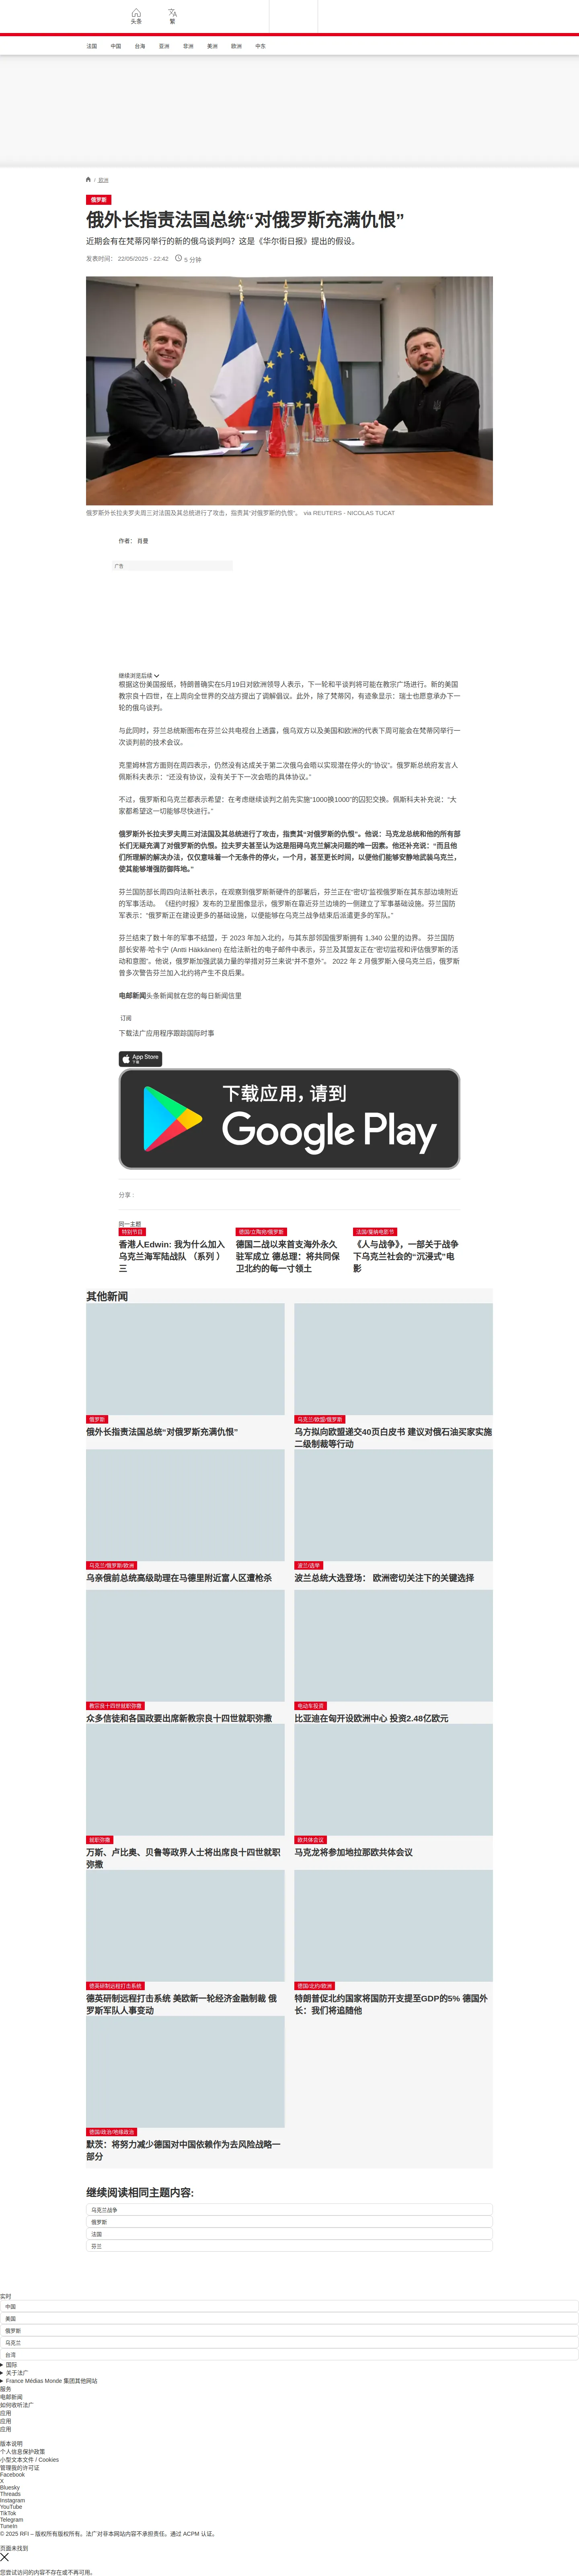 头条
繁
法国
中国
台海
亚洲
非洲
美洲
欧洲
中东
/ 欧洲
俄罗斯
俄外长指责法国总统“对俄罗斯充满仇恨”
近期会有在梵蒂冈举行的新的俄乌谈判吗？这是《华尔街日报》提出的假设。
发表时间： 22/05/2025 - 22:42
5 分钟
俄罗斯外长拉夫罗夫周三对法国及其总统进行了攻击，指责其“对俄罗斯的仇恨”。 via REUTERS - NICOLAS TUCAT
作者： 肖曼
广告
继续浏览后续
根据这份美国报纸，特朗普确实在5月19日对欧洲领导人表示，下一轮和平谈判将可能在教宗广场进行。新的美国
教宗良十四世，在上周向全世界的交战方提出了调解倡议。此外，除了梵蒂冈，有迹象显示：瑞士也愿意承办下一
轮的俄乌谈判。
与此同时，芬兰总统斯图布在芬兰公共电视台上透露，俄乌双方以及美国和欧洲的代表下周可能会在梵蒂冈举行一
次谈判前的技术会议。
克里姆林宫方面则在周四表示，仍然没有达成关于第二次俄乌会晤以实现潜在停火的“协议”。俄罗斯总统府发言人
佩斯科夫表示：“还没有协议，没有关于下一次会晤的具体协议。”
不过，俄罗斯和乌克兰都表示希望：在考虑继续谈判之前先实施“1000换1000”的囚犯交换。佩斯科夫补充说：“大
家都希望这一切能够尽快进行。”
俄罗斯外长拉夫罗夫周三对法国及其总统进行了攻击，指责其“对俄罗斯的仇恨”。他说：马克龙总统和他的所有部
长们无疑充满了对俄罗斯的仇恨。拉夫罗夫甚至认为这是阻碍乌克兰解决问题的唯一因素。他还补充说：“而且他
们所理解的解决办法，仅仅意味着一个无条件的停火，一个月，甚至更长时间，以便他们能够安静地武装乌克兰，
使其能够增强防御阵地。”
芬兰国防部长周四向法新社表示，在观察到俄罗斯新硬件的部署后，芬兰正在“密切”监视俄罗斯在其东部边境附近
的军事活动。 《纽约时报》发布的卫星图像显示，俄罗斯在靠近芬兰边境的一侧建立了军事基础设施。芬兰国防
军表示：“俄罗斯正在建设更多的基础设施，以便能够在乌克兰战争结束后派遣更多的军队。”
芬兰结束了数十年的军事不结盟，于 2023 年加入北约，与其东部邻国俄罗斯拥有 1,340 公里的边界。 芬兰国防
部长安蒂·哈卡宁 (Antti Häkkänen) 在给法新社的电子邮件中表示，芬兰及其盟友正在“密切监视和评估俄罗斯的活
动和意图”。他说，俄罗斯加强武装力量的举措对芬兰来说“并不意外”。 2022 年 2 月俄罗斯入侵乌克兰后，俄罗斯
曾多次警告芬兰加入北约将产生不良后果。
电邮新闻头条新闻就在您的每日新闻信里
订阅
下载法广应用程序跟踪国际时事
App Store
下载
下载应用，请到
Google Play
分享 :
同一主题
特别节目
香港人Edwin: 我为什么加入
乌克兰海军陆战队 （系列 ）
三
德国/立陶宛/俄罗斯
德国二战以来首支海外永久
驻军成立 德总理：将共同保
卫北约的每一寸领土
法国/戛纳电影节
《人与战争》，一部关于战争
下乌克兰社会的“沉浸式”电
影
其他新闻
俄罗斯
俄外长指责法国总统“对俄罗斯充满仇恨”
乌克兰/欧盟/俄罗斯
乌方拟向欧盟递交40页白皮书 建议对俄石油买家实施
二级制裁等行动
乌克兰/俄罗斯/欧洲
乌亲俄前总统高级助理在马德里附近富人区遭枪杀
波兰/选举
波兰总统大选登场： 欧洲密切关注下的关键选择
教宗良十四世就职弥撒
众多信徒和各国政要出席新教宗良十四世就职弥撒
电动车投资
比亚迪在匈开设欧洲中心 投资2.48亿欧元
就职弥撒
万斯、卢比奥、贝鲁等政界人士将出席良十四世就职
弥撒
欧共体会议
马克龙将参加地拉那欧共体会议
德英研制远程打击系统
德英研制远程打击系统 美欧新一轮经济金融制裁 俄
罗斯军队人事变动
德国/北约/欧洲
特朗普促北约国家将国防开支提至GDP的5% 德国外
长：我们将追随他
德国/政治/地缘政治
默茨：将努力减少德国对中国依赖作为去风险战略一
部分
继续阅读相同主题内容:
乌克兰战争
俄罗斯
法国
芬兰
实时
中国
美国
俄罗斯
乌克兰
台湾
国际
关于法广
France Médias Monde 集团其他网站
服务
电邮新闻
如何收听法广
应用
应用
应用
版本说明
个人信息保护政策
小型文本文件 / Cookies
管理我的许可证
Facebook
X
Bluesky
Threads
Instagram
YouTube
TikTok
Telegram
TuneIn
© 2025 RFI – 版权所有版权所有。法广对非本网站内容不承担责任。通过 ACPM 认证。
页面未找到
您尝试访问的内容不存在或不再可用。